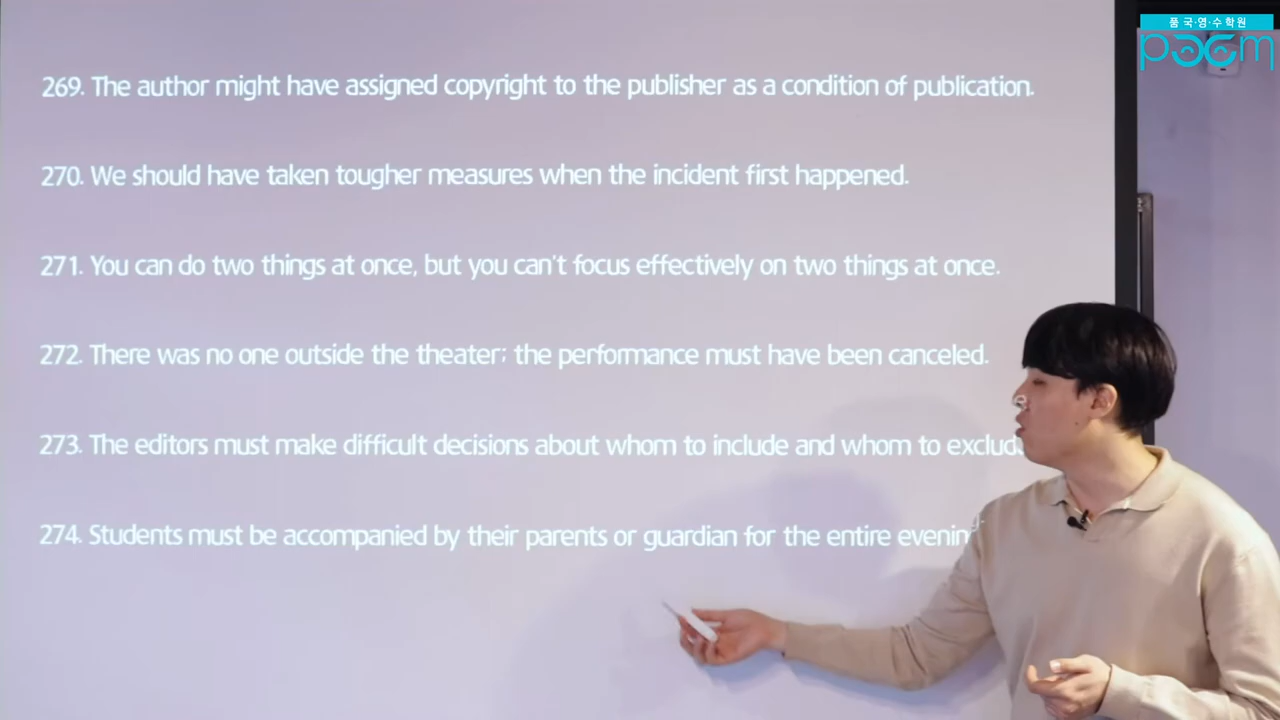 품 국·영·수 학원
poem
269. The author might have assigned copyright to the publisher as a condition of publication.
270. We should have taken tougher measures when the incident first happened.
271. You can do two things at once, but you can't focus effectively on two things at once.
272. There was no one outside the theater; the performance must have been canceled.
273. The editors must make difficult decisions about whom to include and whom to exclud
274. Students must be accompanied by their parents or guardian for the entire evenin